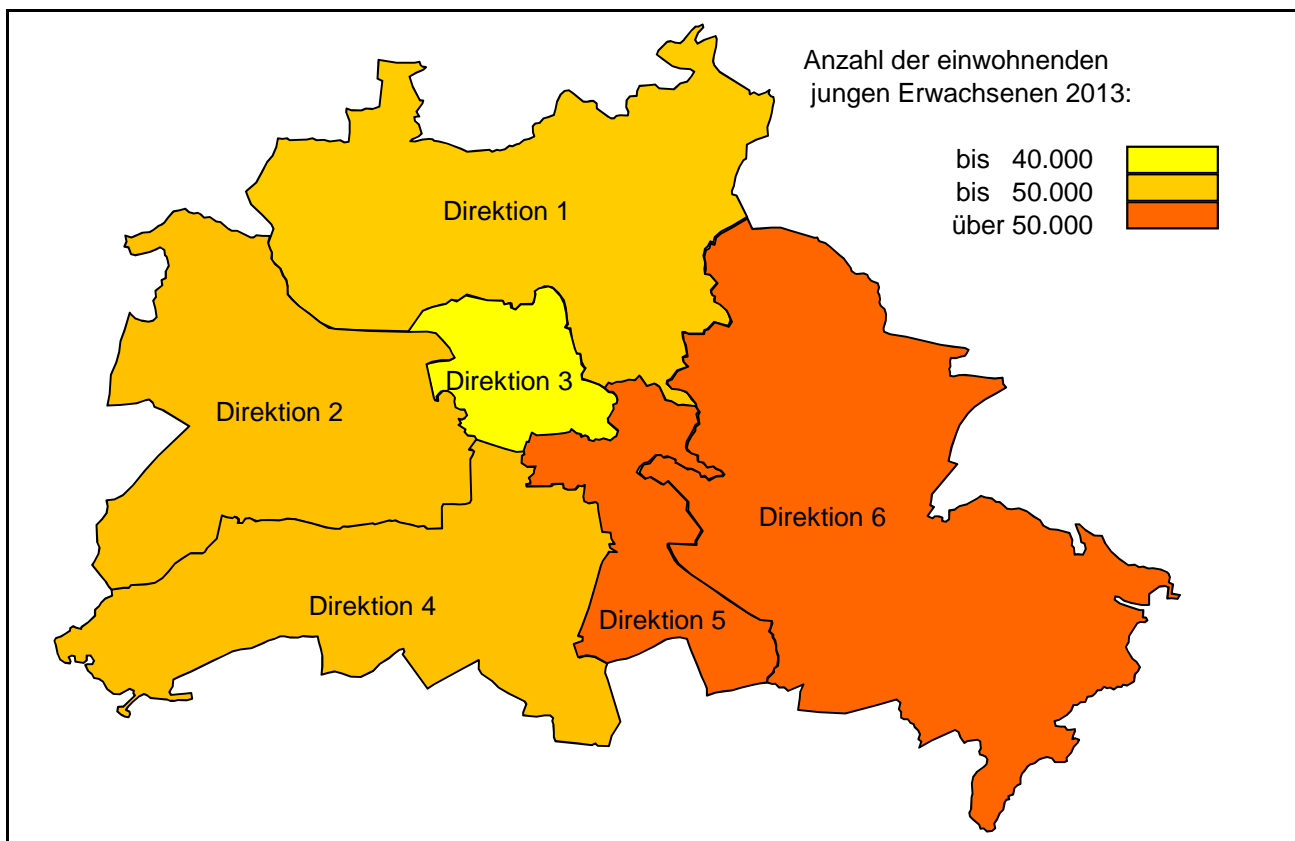 Anzahl der einwohnenden
jungen Erwachsenen 2013:
bis 40.000
bis 50.000
über 50.000
Direktion 1
Direktion 3
Direktion 2
Direktion 6
Direktion 4
Direktion 5